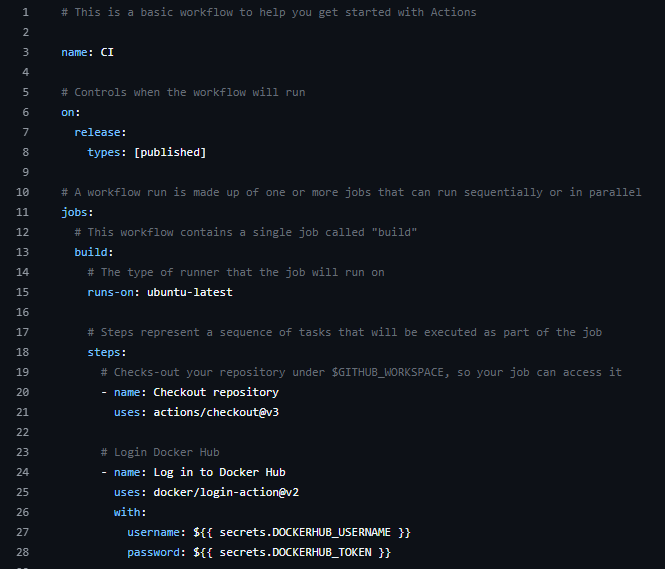 1 # This is a basic workflow to help you get started with Actions
2
3 name: CI
4
5 # Controls when the workflow will run
6 on:
7   release:
8     types: [published]
9
10 # A workflow run is made up of one or more jobs that can run sequentially or in parallel
11 jobs:
12   # This workflow contains a single job called "build"
13   build:
14     # The type of runner that the job will run on
15     runs-on: ubuntu-latest
16
17     # Steps represent a sequence of tasks that will be executed as part of the job
18     steps:
19       # Checks-out your repository under $GITHUB_WORKSPACE, so your job can access it
20       - name: Checkout repository
21         uses: actions/checkout@v3
22
23       # Login Docker Hub
24       - name: Log in to Docker Hub
25         uses: docker/login-action@v2
26         with:
27           username: ${{ secrets.DOCKERHUB_USERNAME }}
28           password: ${{ secrets.DOCKERHUB_TOKEN }}